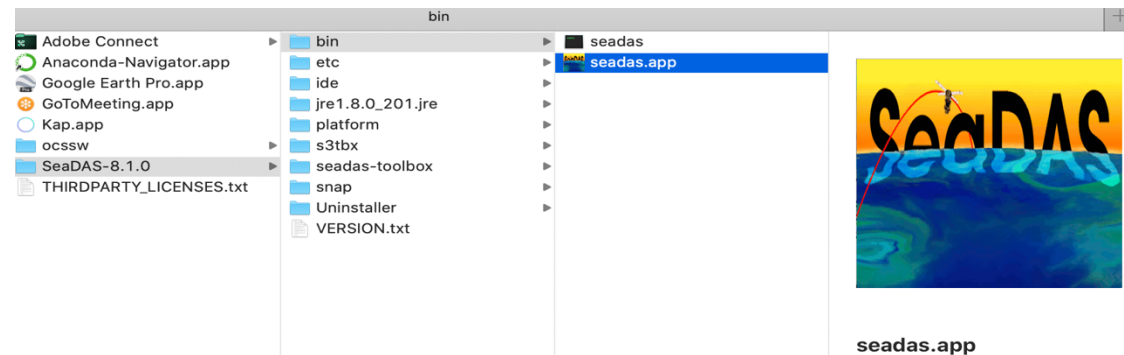 bin
Adobe Connect
Anaconda-Navigator.app
Google Earth Pro.app
GoToMeeting.app
Kap.app
ocssw
SeaDAS-8.1.0
THIRDPARTY_LICENSES.txt
bin
etc
ide
jre1.8.0_201.jre
platform
s3tbx
seadas-toolbox
snap
Uninstaller
VERSION.txt
seadas
seadas.app
SeaDAS
seadas.app